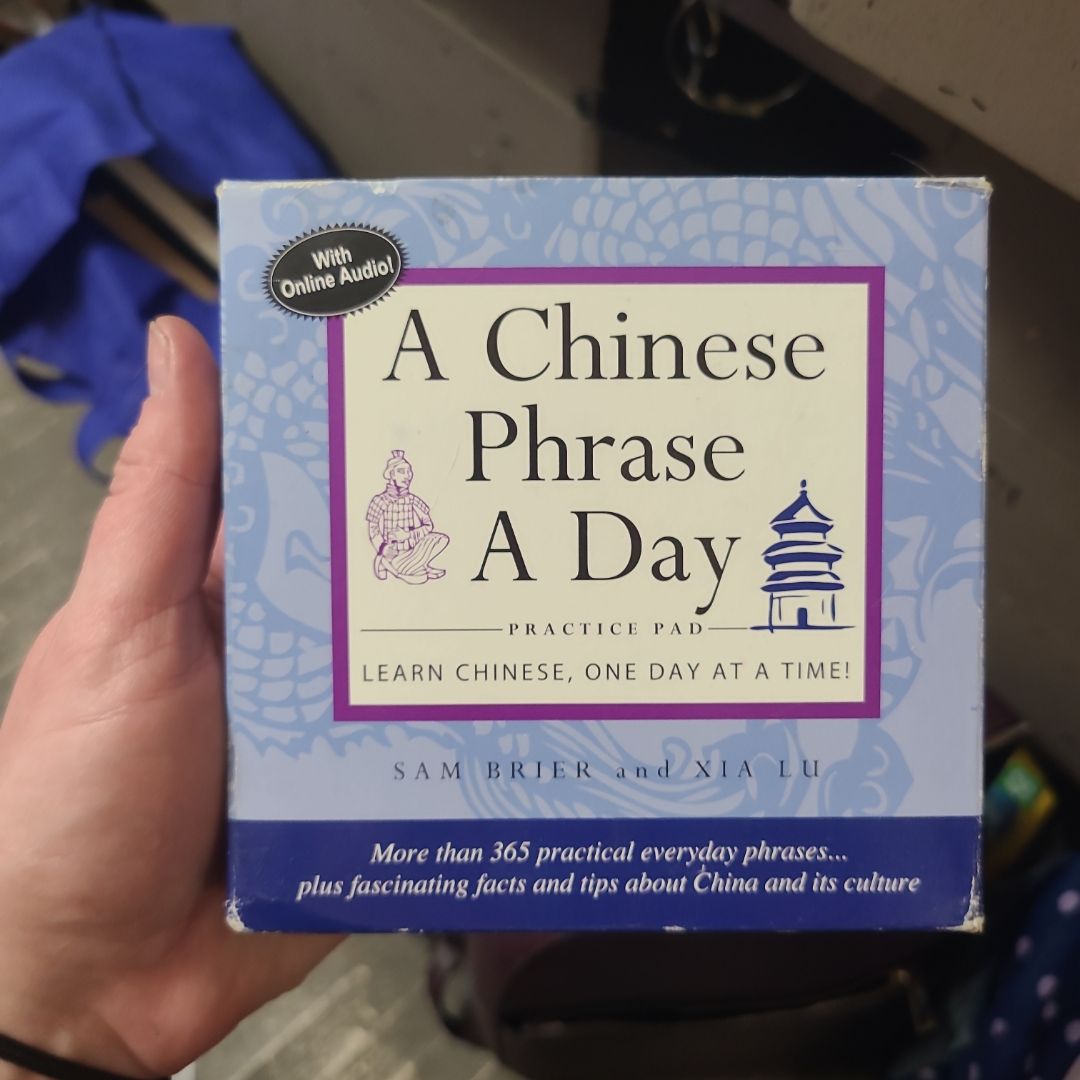 With
Online Audio!
A Chinese
Phrase
A Day
PRACTICE PAD
LEARN CHINESE, ONE DAY AT A TIME!
SAM BRIER and XIA LU
More than 365 practical everyday phrases...
plus fascinating facts and tips about China and its culture